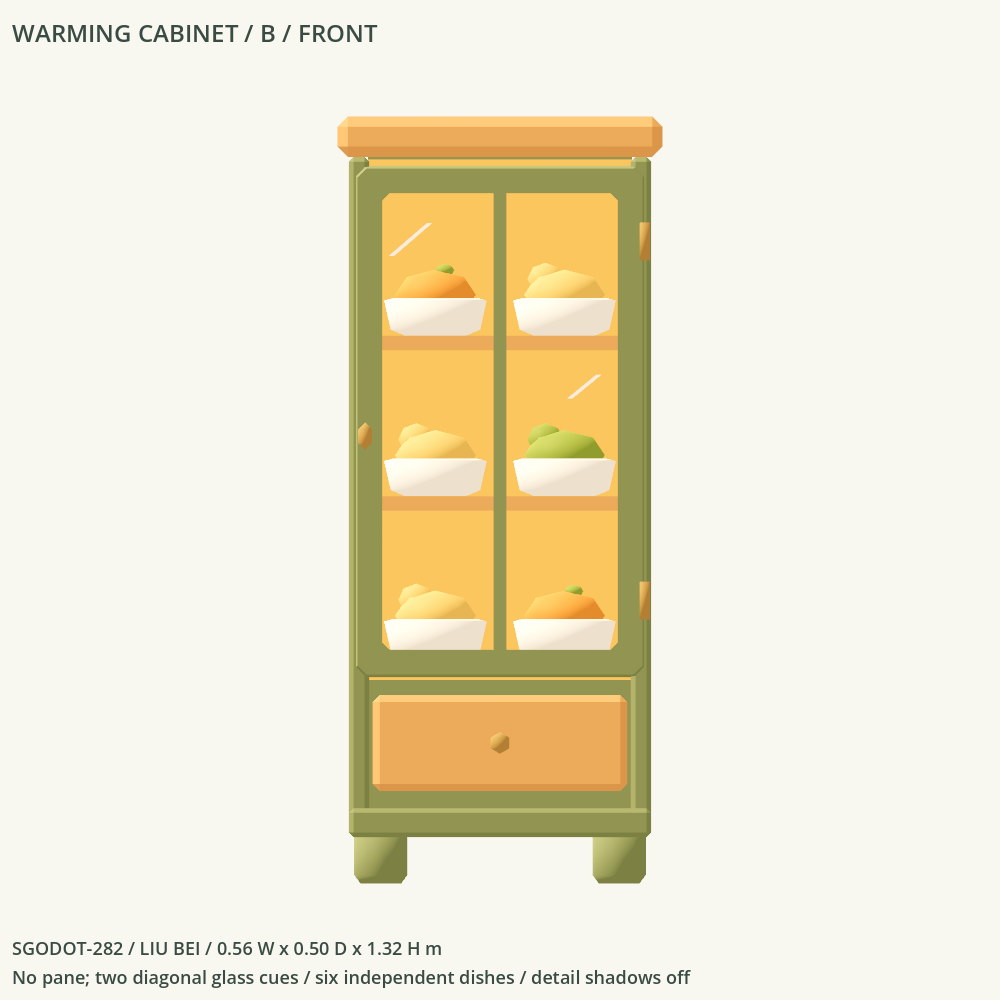 WARMING CABINET / B / FRONT
SGODOT-282 / LIU BEI / 0.56 W x 0.50 D x 1.32 H m
No pane; two diagonal glass cues / six independent dishes / detail shadows off